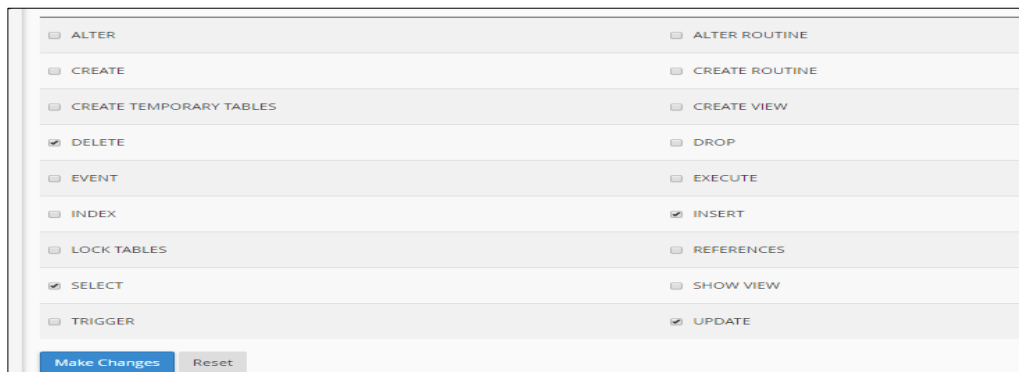 ALTER ALTER ROUTINE
CREATE CREATE ROUTINE
CREATE TEMPORARY TABLES CREATE VIEW
DELETE DROP
EVENT EXECUTE
INDEX INSERT
LOCK TABLES REFERENCES
SELECT SHOW VIEW
TRIGGER UPDATE
Make Changes Reset